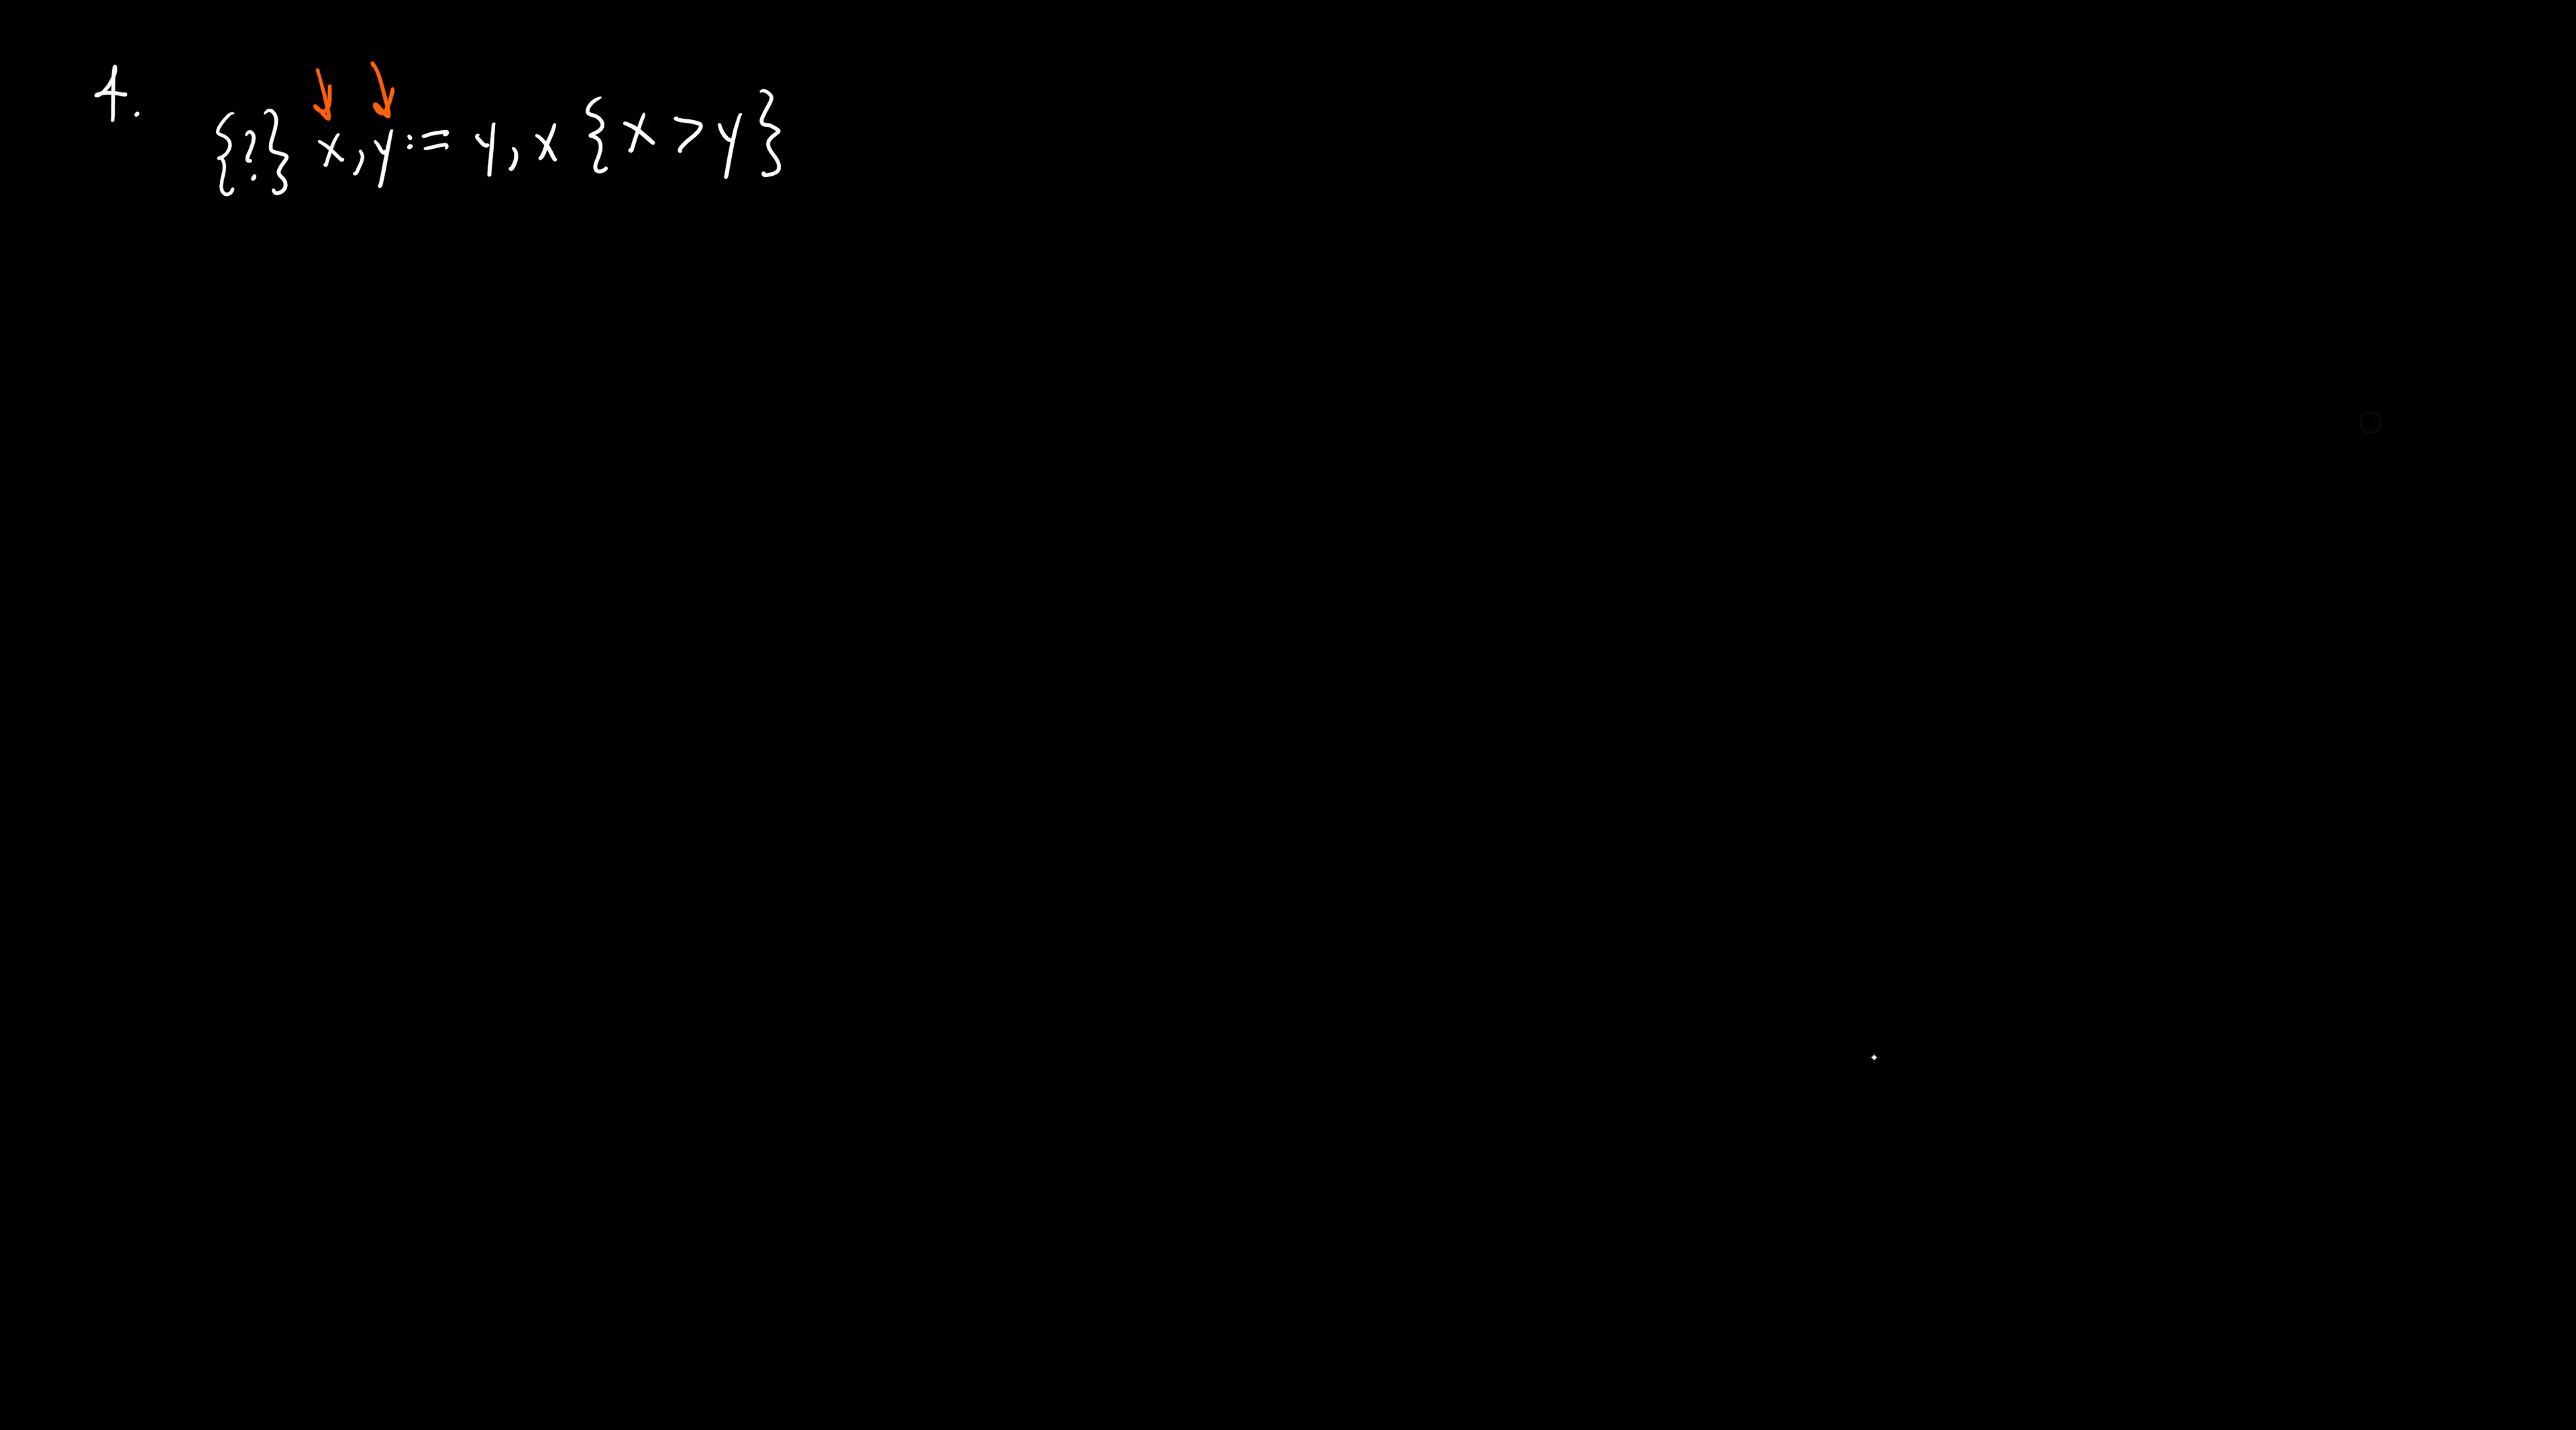 4.
{?} x,y := y,x {x > y}